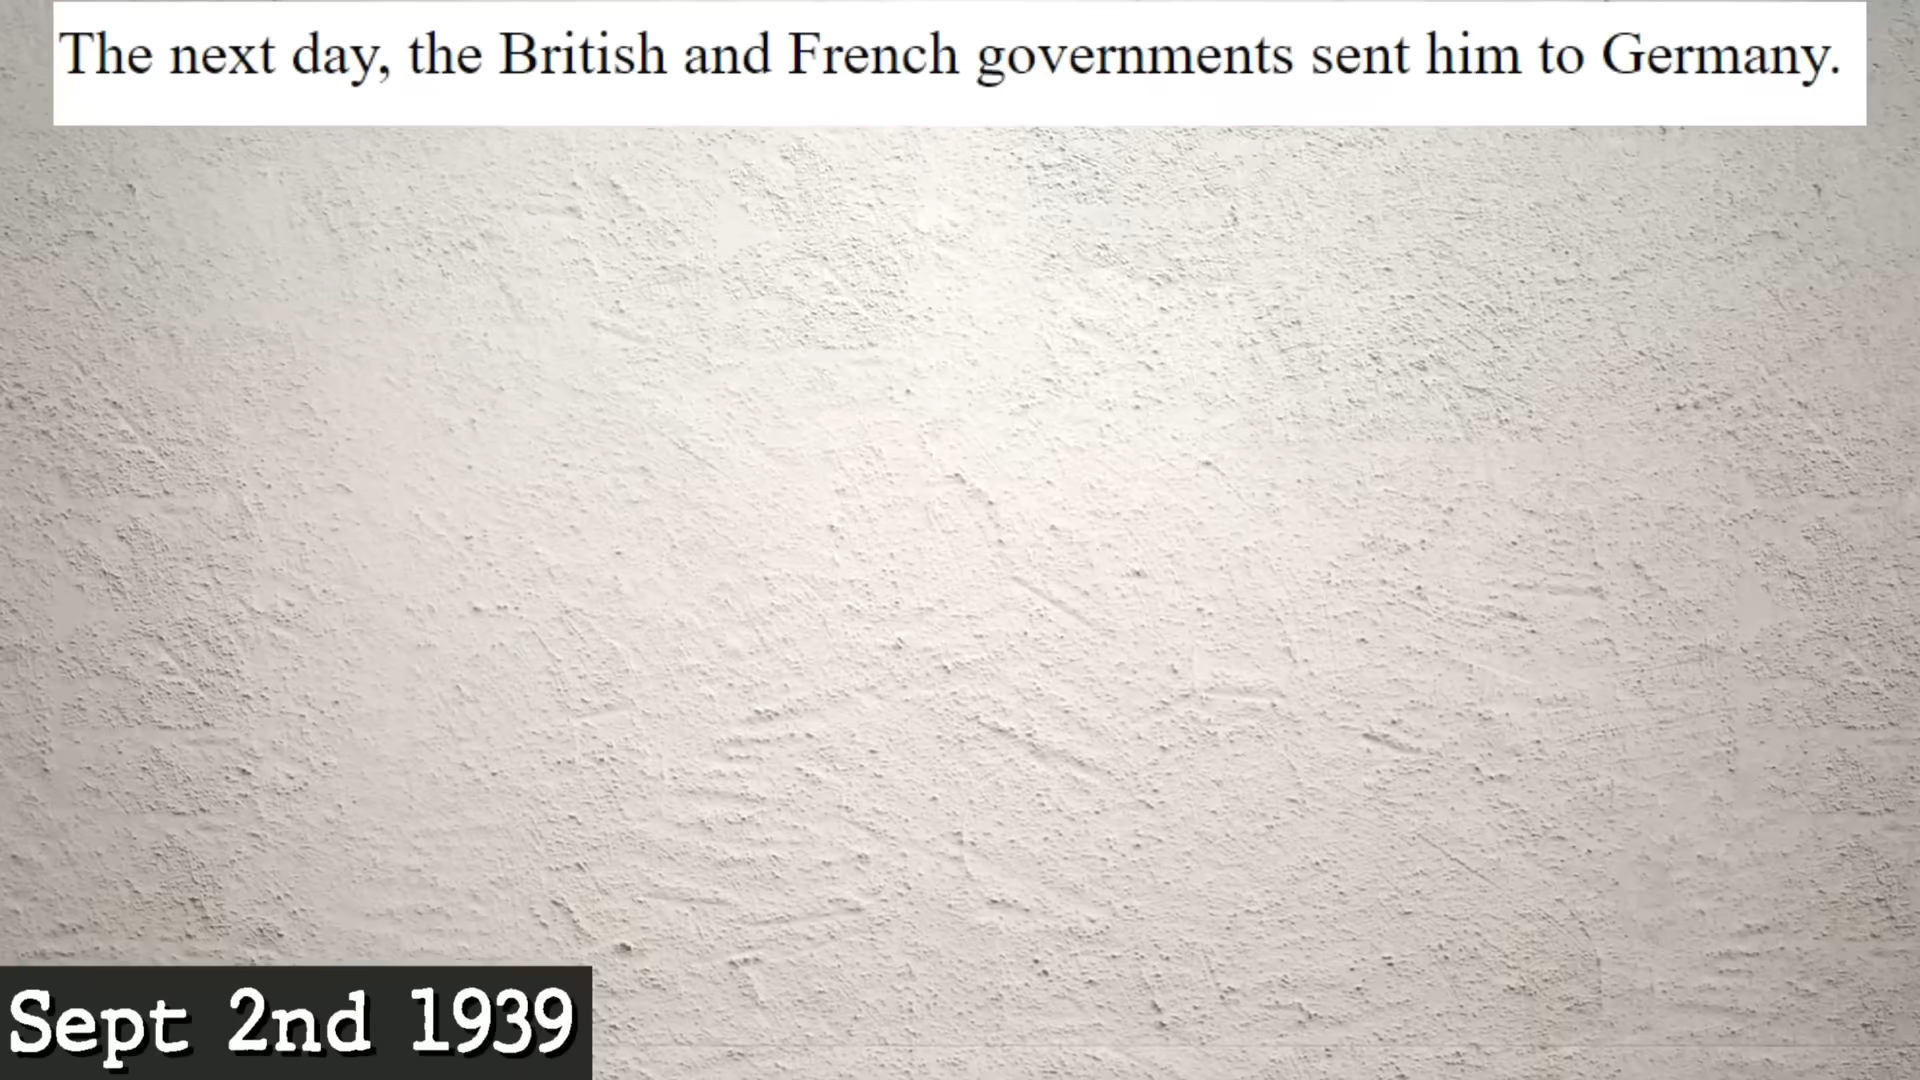 The next day, the British and French governments sent him to Germany.
Sept 2nd 1939